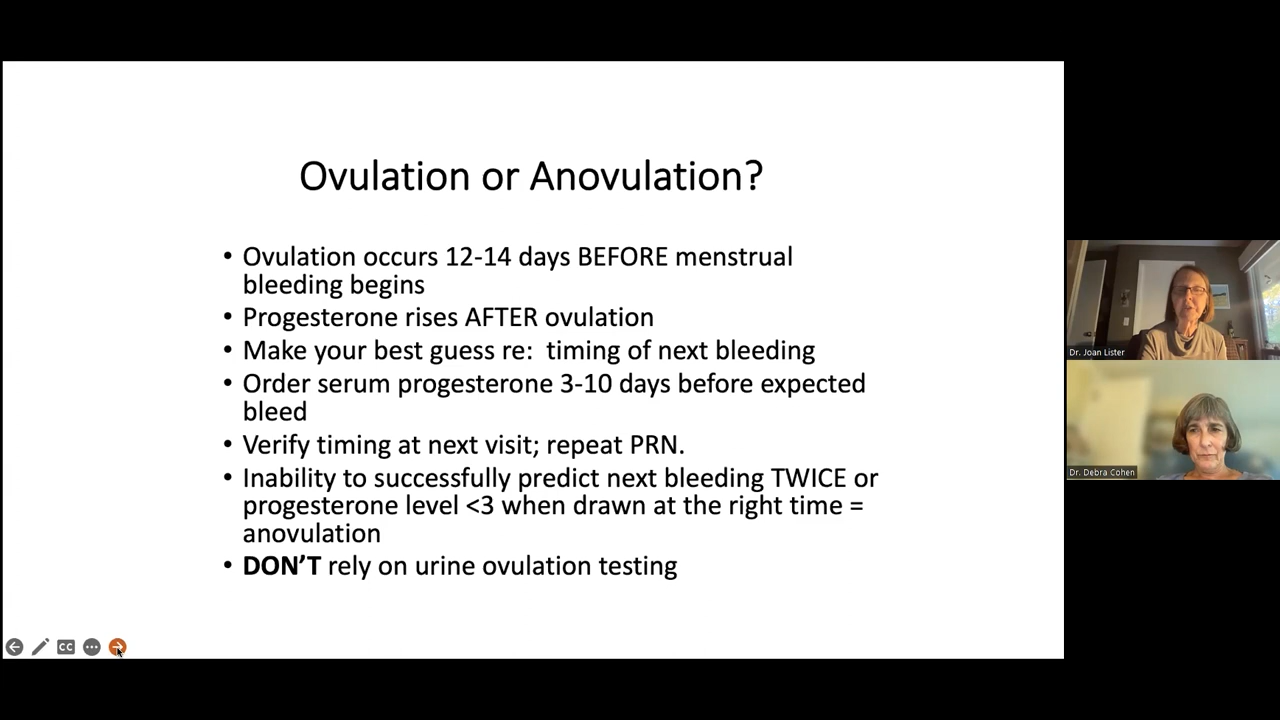 Ovulation or Anovulation?
• Ovulation occurs 12-14 days BEFORE menstrual
bleeding begins
• Progesterone rises AFTER ovulation
• Make your best guess re:  timing of next bleeding
• Order serum progesterone 3-10 days before expected
bleed
• Verify timing at next visit; repeat PRN.
• Inability to successfully predict next bleeding TWICE or
progesterone level <3 when drawn at the right time =
anovulation
• DON’T rely on urine ovulation testing
CC
Dr. Joan Lister
Dr. Debra Cohen